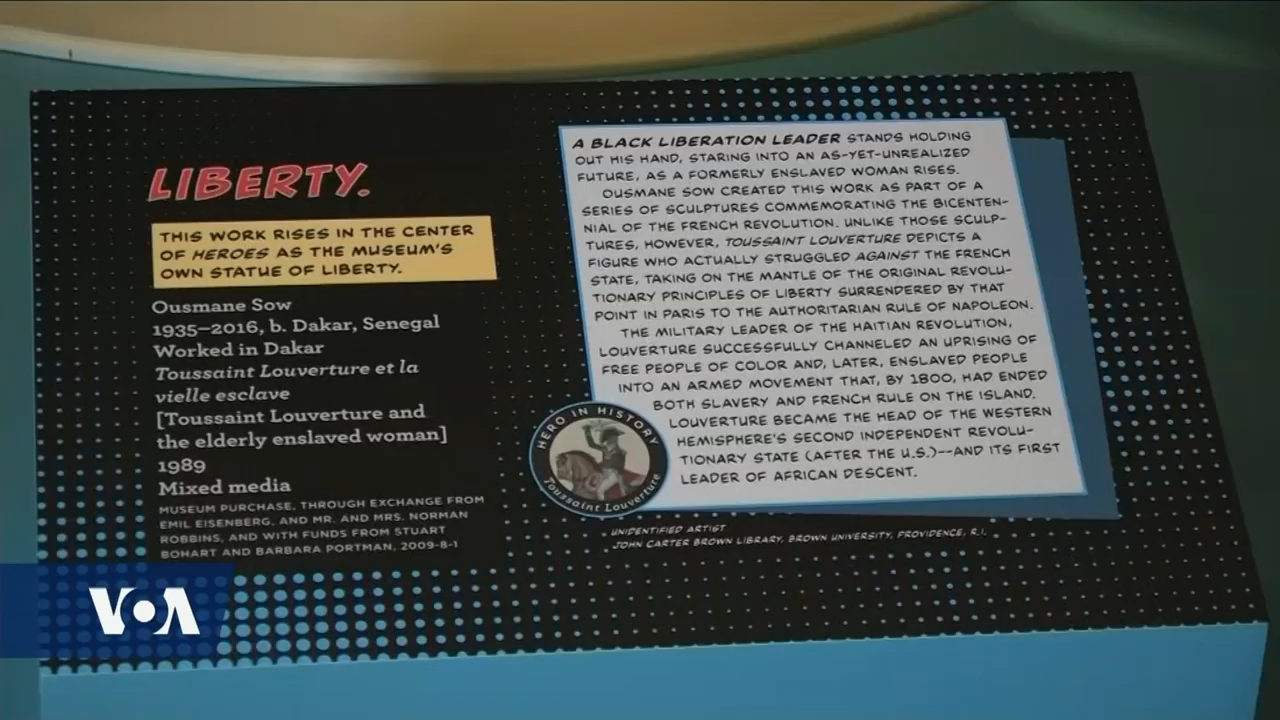 LIBERTY.
THIS WORK RISES IN THE CENTER
OF HEROES AS THE MUSEUM'S
OWN STATUE OF LIBERTY.
Ousmane Sow
1935–2016, b. Dakar, Senegal
Worked in Dakar
Toussaint Louverture et la
vielle esclave
[Toussaint Louverture and
the elderly enslaved woman]
1989
Mixed media
MUSEUM PURCHASE, THROUGH EXCHANGE FROM
EMIL EISENBERG, AND MR. AND MRS. NORMAN
ROBBINS, AND WITH FUNDS FROM STUART
BOHART AND BARBARA PORTMAN, 2009-8-1
A BLACK LIBERATION LEADER STANDS HOLDING
OUT HIS HAND, STARING INTO AN AS-YET-UNREALIZED
FUTURE, AS A FORMERLY ENSLAVED WOMAN RISES.
OUSMANE SOW CREATED THIS WORK AS PART OF A
SERIES OF SCULPTURES COMMEMORATING THE BICENTEN-
NIAL OF THE FRENCH REVOLUTION. UNLIKE THOSE SCULP-
TURES, HOWEVER, TOUSSAINT LOUVERTURE DEPICTS A
FIGURE WHO ACTUALLY STRUGGLED AGAINST THE FRENCH
STATE, TAKING ON THE MANTLE OF THE ORIGINAL REVOLU-
TIONARY PRINCIPLES OF LIBERTY SURRENDERED BY THAT
POINT IN PARIS TO THE AUTHORITARIAN RULE OF NAPOLEON.
THE MILITARY LEADER OF THE HAITIAN REVOLUTION,
LOUVERTURE SUCCESSFULLY CHANNELED AN UPRISING OF
FREE PEOPLE OF COLOR AND, LATER, ENSLAVED PEOPLE
INTO AN ARMED MOVEMENT THAT, BY 1800, HAD ENDED
BOTH SLAVERY AND FRENCH RULE ON THE ISLAND.
LOUVERTURE BECAME THE HEAD OF THE WESTERN
HEMISPHERE'S SECOND INDEPENDENT REVOLU-
TIONARY STATE (AFTER THE U.S.)--AND ITS FIRST
LEADER OF AFRICAN DESCENT.
HERO IN HISTORY
Toussaint Louverture
UNIDENTIFIED ARTIST
JOHN CARTER BROWN LIBRARY, BROWN UNIVERSITY, PROVIDENCE, R.I.
VOA